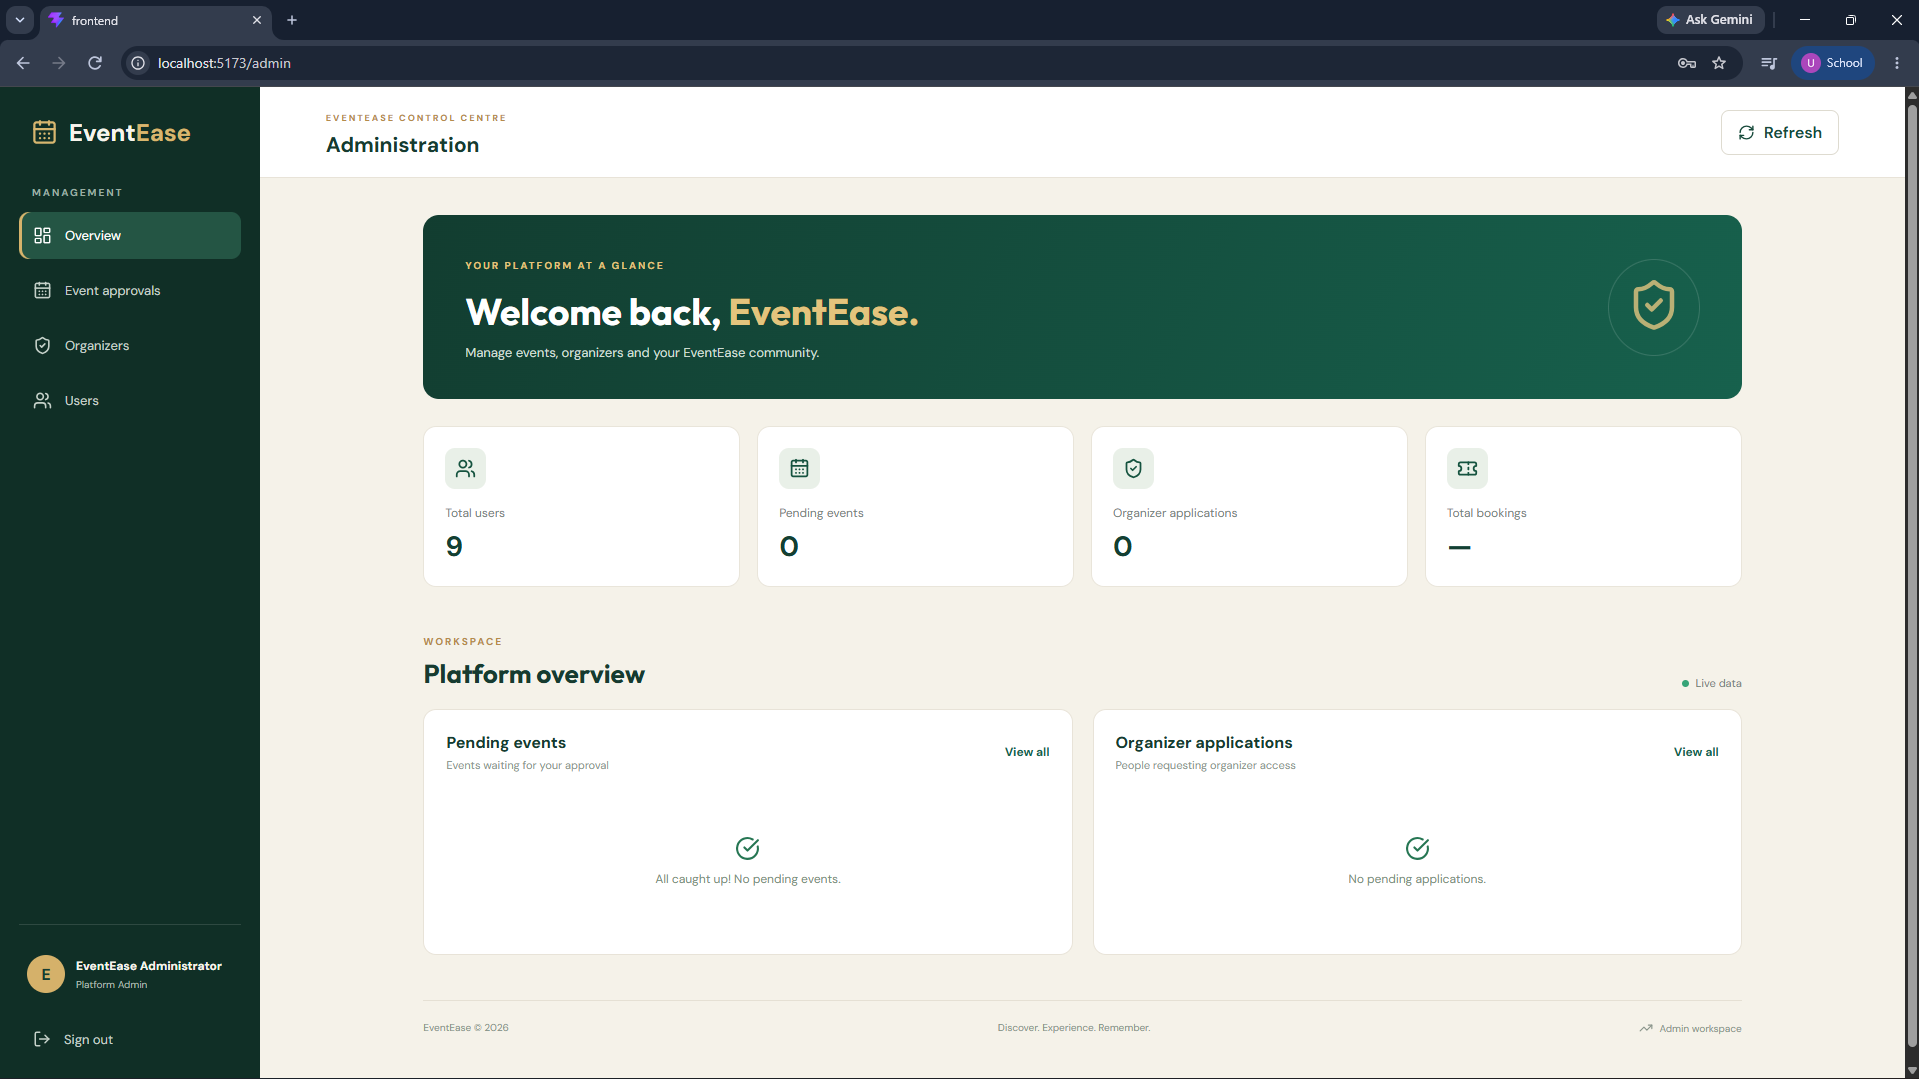 frontend
Ask Gemini
localhost:5173/admin
U School
EventEase
MANAGEMENT
Overview
Event approvals
Organizers
Users
EVENTEASE CONTROL CENTRE
Administration
Refresh
YOUR PLATFORM AT A GLANCE
Welcome back, EventEase.
Manage events, organizers and your EventEase community.
Total users
9
Pending events
0
Organizer applications
0
Total bookings
—
WORKSPACE
Platform overview
Live data
Pending events
Events waiting for your approval
View all
All caught up! No pending events.
Organizer applications
People requesting organizer access
View all
No pending applications.
E
EventEase Administrator
Platform Admin
Sign out
EventEase © 2026
Discover. Experience. Remember.
Admin workspace